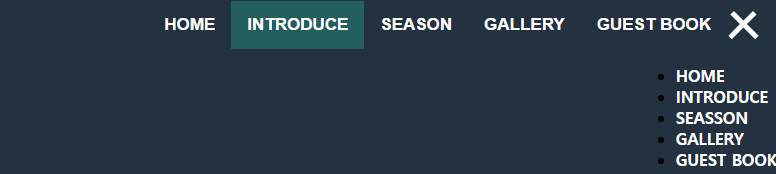 HOME INTRODUCE SEASON GALLERY GUEST BOOK
HOME
INTRODUCE
SEASSON
GALLERY
GUEST BOOK